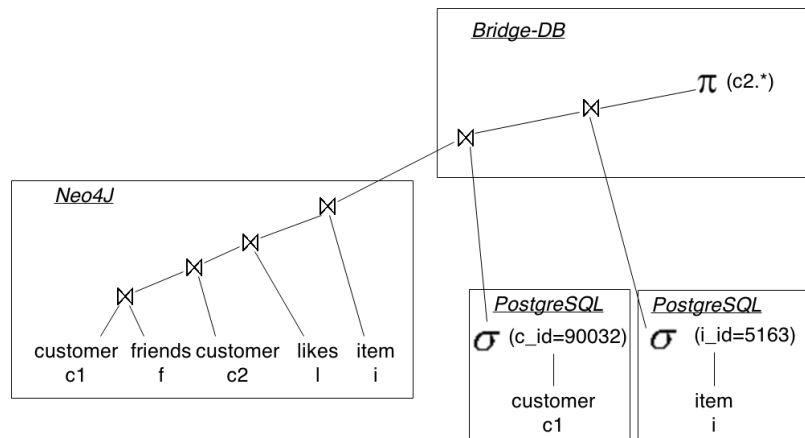 Bridge-DB
π (c2.*)
⋈
⋈
Neo4J
⋈
⋈
⋈
⋈
customer friends customer likes item
c1 f c2 l i
PostgreSQL
σ (c_id=90032)
customer
c1
PostgreSQL
σ (i_id=5163)
item
i